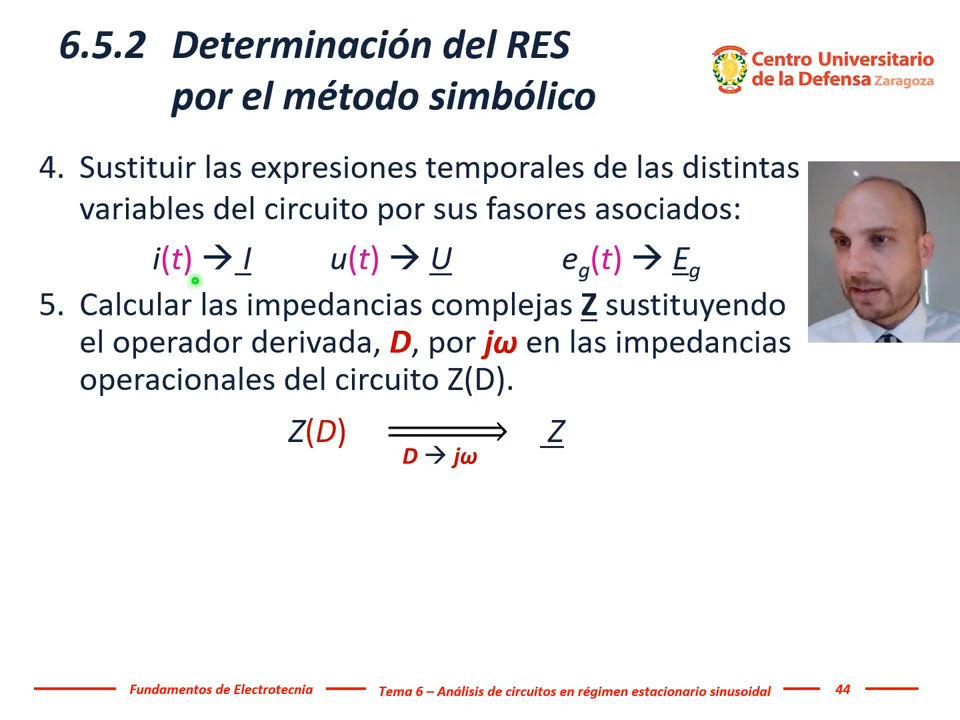 6.5.2 Determinación del RES
por el método simbólico
Centro Universitario
de la Defensa Zaragoza
4. Sustituir las expresiones temporales de las distintas
variables del circuito por sus fasores asociados:
i(t) → I u(t) → U eg(t) → Eg
5. Calcular las impedancias complejas Z sustituyendo
el operador derivada, D, por jω en las impedancias
operacionales del circuito Z(D).
Z(D) ⟹ Z
D → jω
Fundamentos de Electrotecnia Tema 6 – Análisis de circuitos en régimen estacionario sinusoidal 44